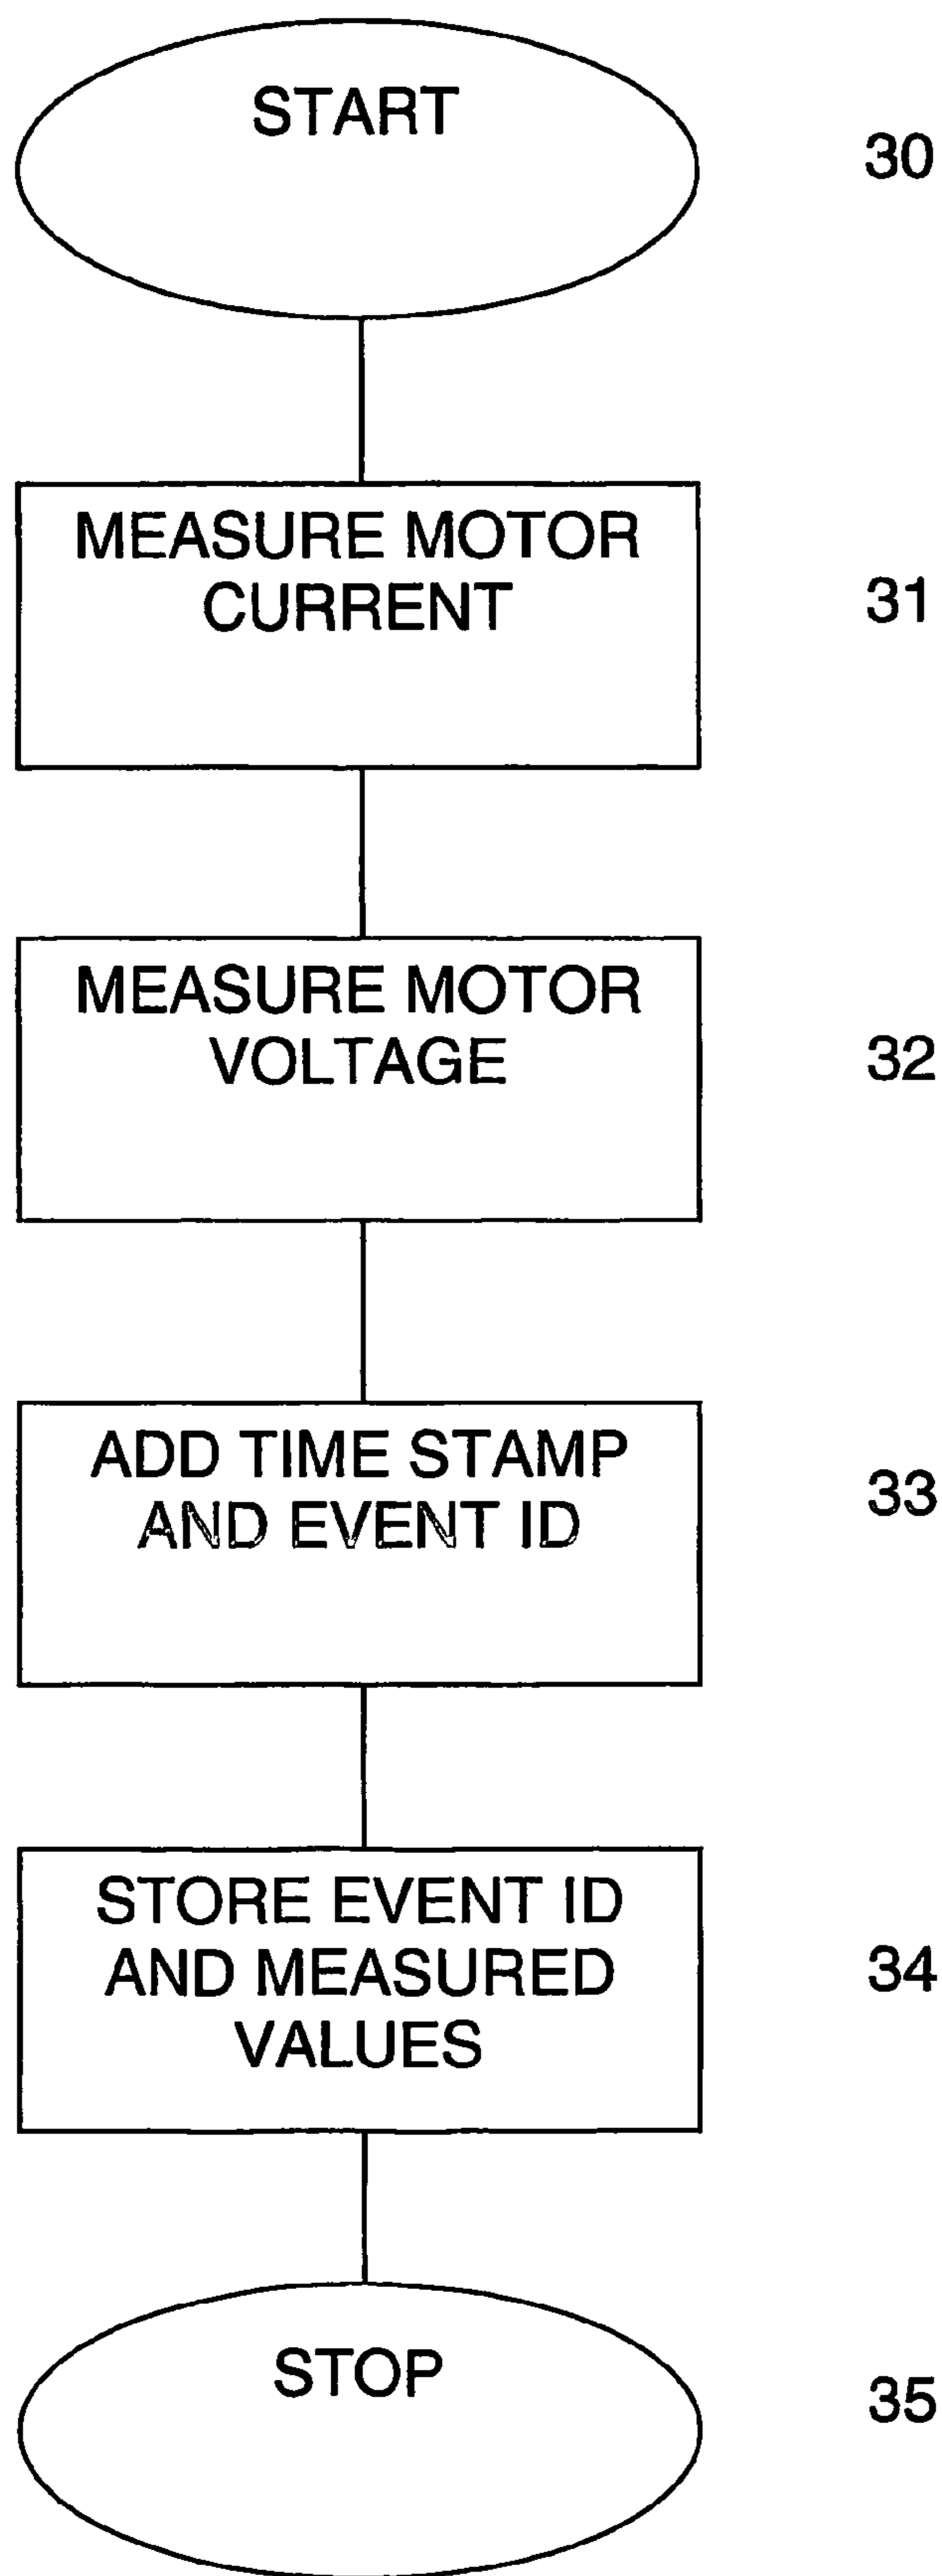 START
30
MEASURE MOTOR
CURRENT
31
MEASURE MOTOR
VOLTAGE
32
ADD TIME STAMP
AND EVENT ID
33
STORE EVENT ID
AND MEASURED
VALUES
34
STOP
35